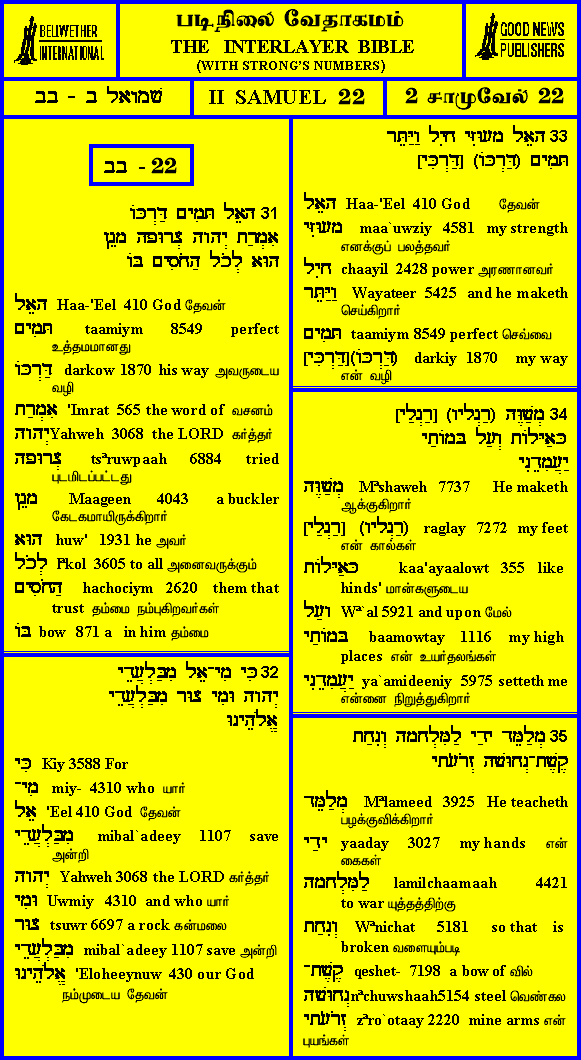 BELLWETHER
INTERNATIONAL
படிநிலை வேதாகமம்
THE INTERLAYER BIBLE
(WITH STRONG'S NUMBERS)
GOOD NEWS
PUBLISHERS
שמואל ב - בב
II SAMUEL 22
2 சாமுவேல் 22
בב - 22
31 הָאֵל תָּמִים דַּרְכּוֹ
אִמְרַת יְהוָה צְרוּפָה מָגֵן
הוּא לְכֹל הַחֹסִים בּוֹ
הָאֵל Haa-'Eel 410 God தேவன்
תָּמִים taamiym 8549 perfect
உத்தமமானது
דַּרְכּוֹ darkow 1870 his way அவருடைய
வழி
אִמְרַת 'Imrat 565 the word of வசனம்
יְהוָה Yahweh 3068 the LORD கர்த்தர்
צְרוּפָה tsªruwpaah 6884 tried
புடமிடப்பட்டது
מָגֵן Maageen 4043 a buckler
கேடகமாயிருக்கிறார்
הוּא huw' 1931 he அவர்
לְכֹל lªkol 3605 to all அனைவருக்கும்
הַחֹסִים hachociym 2620 them that
trust தம்மை நம்புகிறவர்கள்
בּוֹ bow 871 a in him தம்மை
32 כִּי מִי־אֵל מִבַּלְעֲדֵי
יְהוָה וּמִי צוּר מִבַּלְעֲדֵי
אֱלֹהֵינוּ
כִּי Kiy 3588 For
מִי־ miy- 4310 who யார்
אֵל 'Eel 410 God தேவன்
מִבַּלְעֲדֵי mibal`adeey 1107 save
அன்றி
יְהוָה Yahweh 3068 the LORD கர்த்தர்
וּמִי Uwmiy 4310 and who யார்
צוּר tsuwr 6697 a rock கன்மலை
מִבַּלְעֲדֵי mibal`adeey 1107 save அன்றி
אֱלֹהֵינוּ 'Eloheeynuw 430 our God
நம்முடைய தேவன்
33 הָאֵל מָעוּזִּי חָיִל וַיַּתֵּר
תָּמִים (דַּרְכּוֹ) [דַּרְכִּי]
הָאֵל Haa-'Eel 410 God தேவன்
מָעוּזִּי maa`uwziy 4581 my strength
எனக்குப் பலத்தவர்
חָיִל chaayil 2428 power அரணானவர்
וַיַּתֵּר Wayateer 5425 and he maketh
செய்கிறார்
תָּמִים taamiym 8549 perfect செவ்வை
(דַּרְכּוֹ) [דַּרְכִּי] darkiy 1870 my way
என் வழி
34 מְשַׁוֶּה (רַגְלָיו) [רַגְלַי]
כָּאַיָּלוֹת וְעַל בָּמוֹתַי
יַעֲמִדֵנִי
מְשַׁוֶּה Mªshaweh 7737 He maketh
ஆக்குகிறார்
(רַגְלָיו) [רַגְלַי] raglay 7272 my feet
என் கால்கள்
כָּאַיָּלוֹת kaa'ayaalowt 355 like
hinds' மான்களுடைய
וְעַל Wª`al 5921 and upon மேல்
בָּמוֹתַי baamowtay 1116 my high
places என் உயர்தலங்கள்
יַעֲמִדֵנִי ya`amideeniy 5975 setteth me
என்னை நிறுத்துகிறார்
35 מְלַמֵּד יָדַי לַמִּלְחָמָה וְנִחַת
קֶשֶׁת־נְחוּשָׁה זְרֹעֹתָי
מְלַמֵּד Mªlameed 3925 He teacheth
பழக்குவிக்கிறார்
יָדַי yaaday 3027 my hands என்
கைகள்
לַמִּלְחָמָה lamilchaamaah 4421
to war யுத்தத்திற்கு
וְנִחַת Wªnichat 5181 so that is
broken வளையும்படி
קֶשֶׁת־ qeshet- 7198 a bow of வில்
נְחוּשָׁה nªchuwshaah 5154 steel வெண்கல
זְרֹעֹתָי zªro`otaay 2220 mine arms என்
புயங்கள்